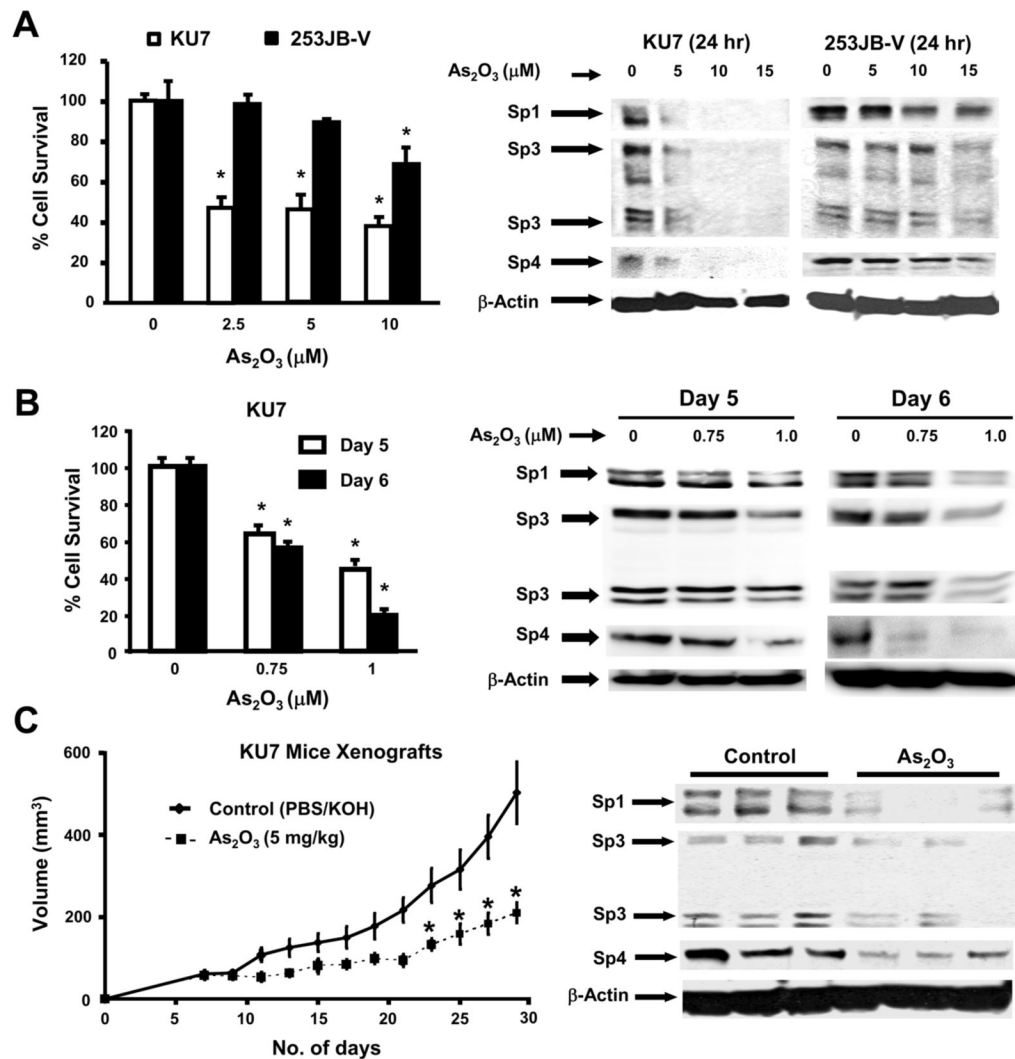 A
KU7 253JB-V
% Cell Survival
120
100
80
60
40
20
0
* * * *
0 2.5 5 10
As₂O₃ (μM)
KU7 (24 hr) 253JB-V (24 hr)
As₂O₃ (μM) 0 5 10 15 0 5 10 15
Sp1
Sp3
Sp3
Sp4
β-Actin
B
KU7
% Cell Survival
120
100
80
60
40
20
0
Day 5
Day 6
* * * *
0 0.75 1
As₂O₃ (μM)
Day 5 Day 6
As₂O₃ (μM) 0 0.75 1.0 0 0.75 1.0
Sp1
Sp3
Sp3
Sp4
β-Actin
C
KU7 Mice Xenografts
Volume (mm³)
600
400
200
0
Control (PBS/KOH)
As₂O₃ (5 mg/kg)
* * * *
0 5 10 15 20 25 30
No. of days
Control As₂O₃
Sp1
Sp3
Sp3
Sp4
β-Actin